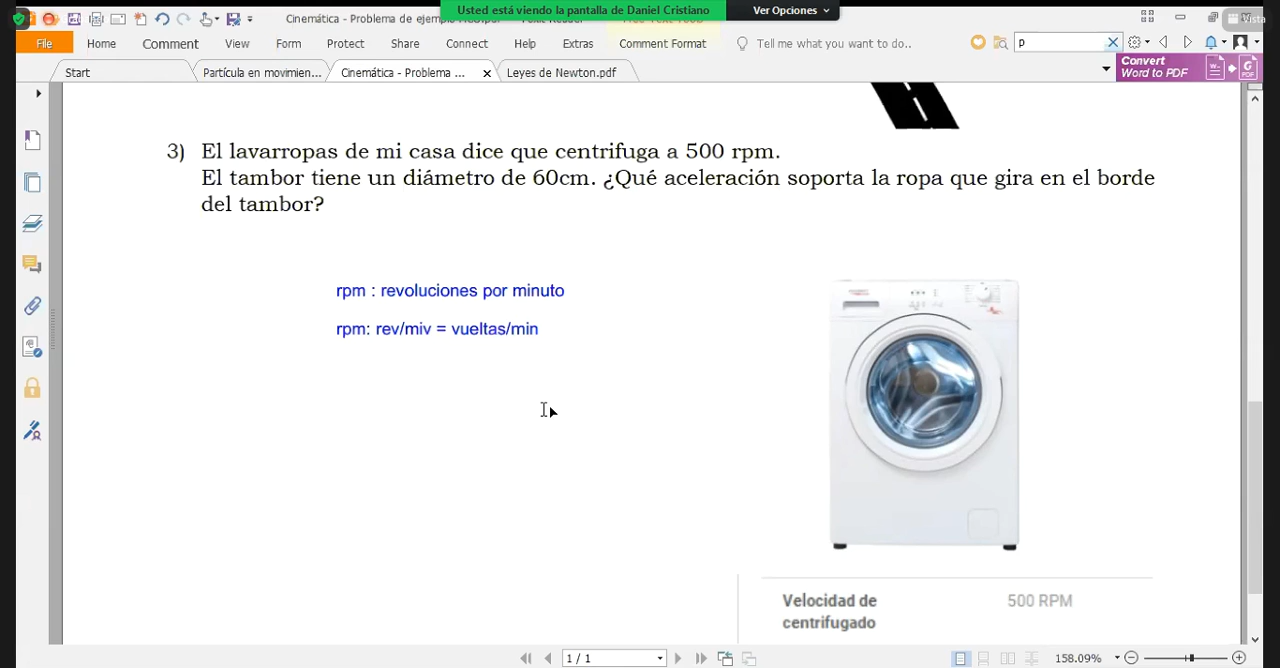 Cinemática - Problema de ejemplo
Usted está viendo la pantalla de Daniel Cristiano
Ver Opciones
Vista
File
Home
Comment
View
Form
Protect
Share
Connect
Help
Extras
Comment Format
Tell me what you want to do..
p
Start
Partícula en movimien...
Cinemática - Problema ...
Leyes de Newton.pdf
Convert
Word to PDF
3) El lavarropas de mi casa dice que centrifuga a 500 rpm.
El tambor tiene un diámetro de 60cm. ¿Qué aceleración soporta la ropa que gira en el borde
del tambor?
rpm : revoluciones por minuto
rpm: rev/miv = vueltas/min
Velocidad de
centrifugado
500 RPM
1 / 1
158.09%